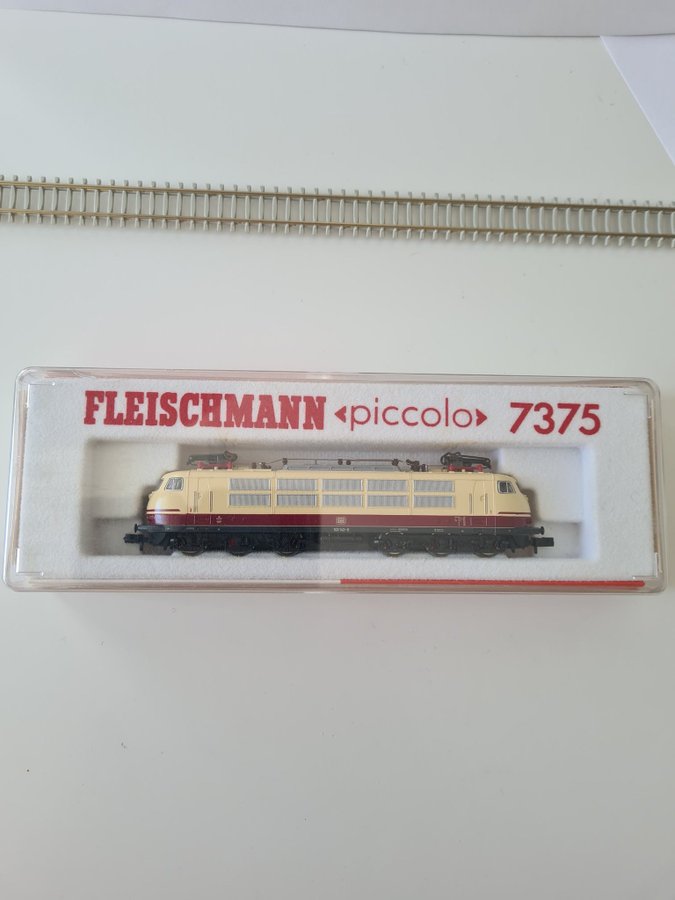 FLEISCHMANN «piccolo» 7375
DB